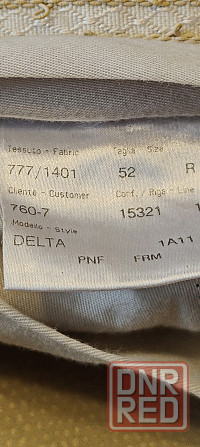 Tessuto - Fabric Taglia Size
777/1401 52 R
Cliente - Customer Conf./Riga - Line
760-7 15321 1
Modello - Style
DELTA 1A11
PNF FRM
DNR
RED